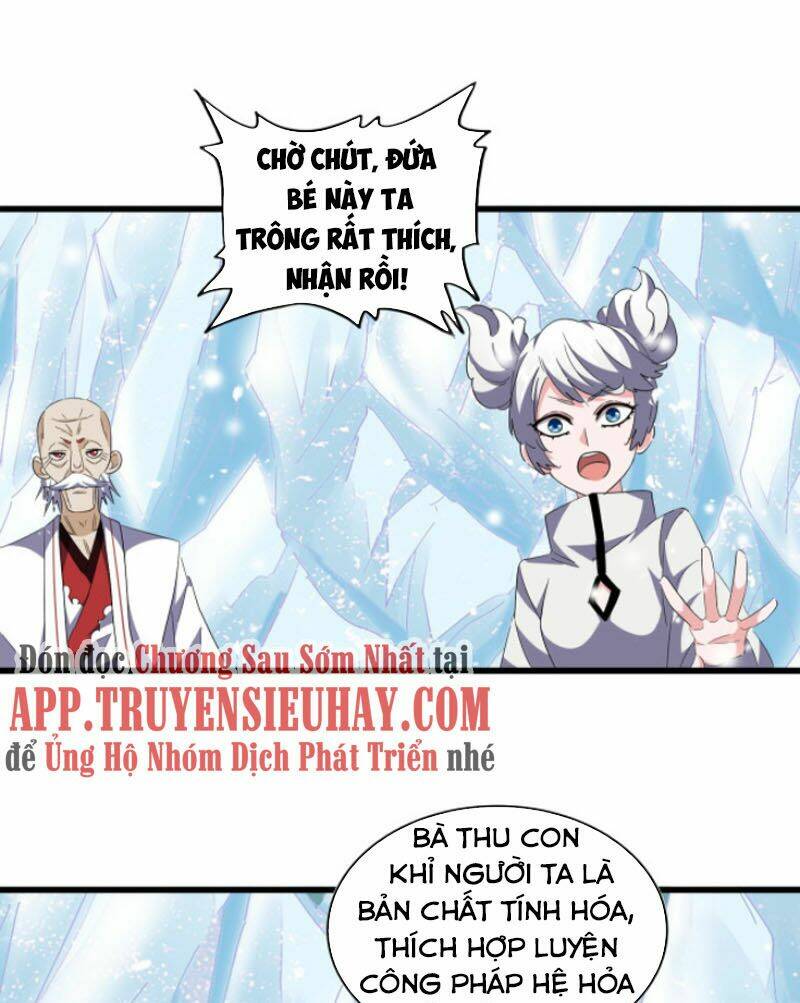 CHỜ CHÚT, ĐỨA
BÉ NÀY TA
TRÔNG RẤT THÍCH,
NHẬN RỒI!
Đón đọc Chương Sau Sớm Nhất tại
APP.TRUYENSIEUHAY.COM
để Ủng Hộ Nhóm Dịch Phát Triển nhé
BÀ THU CON
KHỈ NGƯỜI TA LÀ
BẢN CHẤT TÍNH HÓA,
THÍCH HỢP LUYỆN
CÔNG PHÁP HỆ HỎA